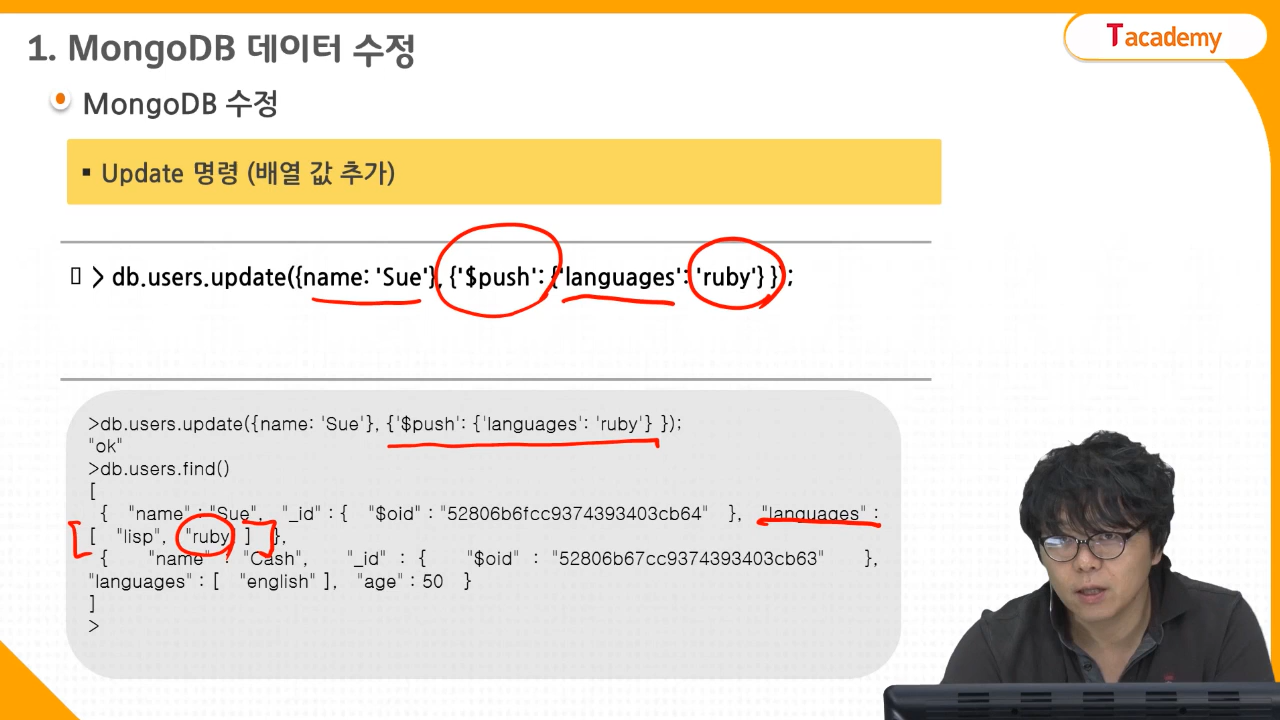 1. MongoDB 데이터 수정
Tacademy
MongoDB 수정
▪ Update 명령 (배열 값 추가)
> db.users.update({name: 'Sue'}, {'$push': {'languages': 'ruby'} });
>db.users.update({name: 'Sue'}, {'$push': {'languages': 'ruby'} });
"ok"
>db.users.find()
[
{ "name" : "Sue", "_id" : { "$oid" : "52806b6fcc9374393403cb64" }, "languages" :
[ "lisp", "ruby" ] },
{ "name" : "Cash", "_id" : { "$oid" : "52806b67cc9374393403cb63" },
"languages" : [ "english" ], "age" : 50 }
]
>